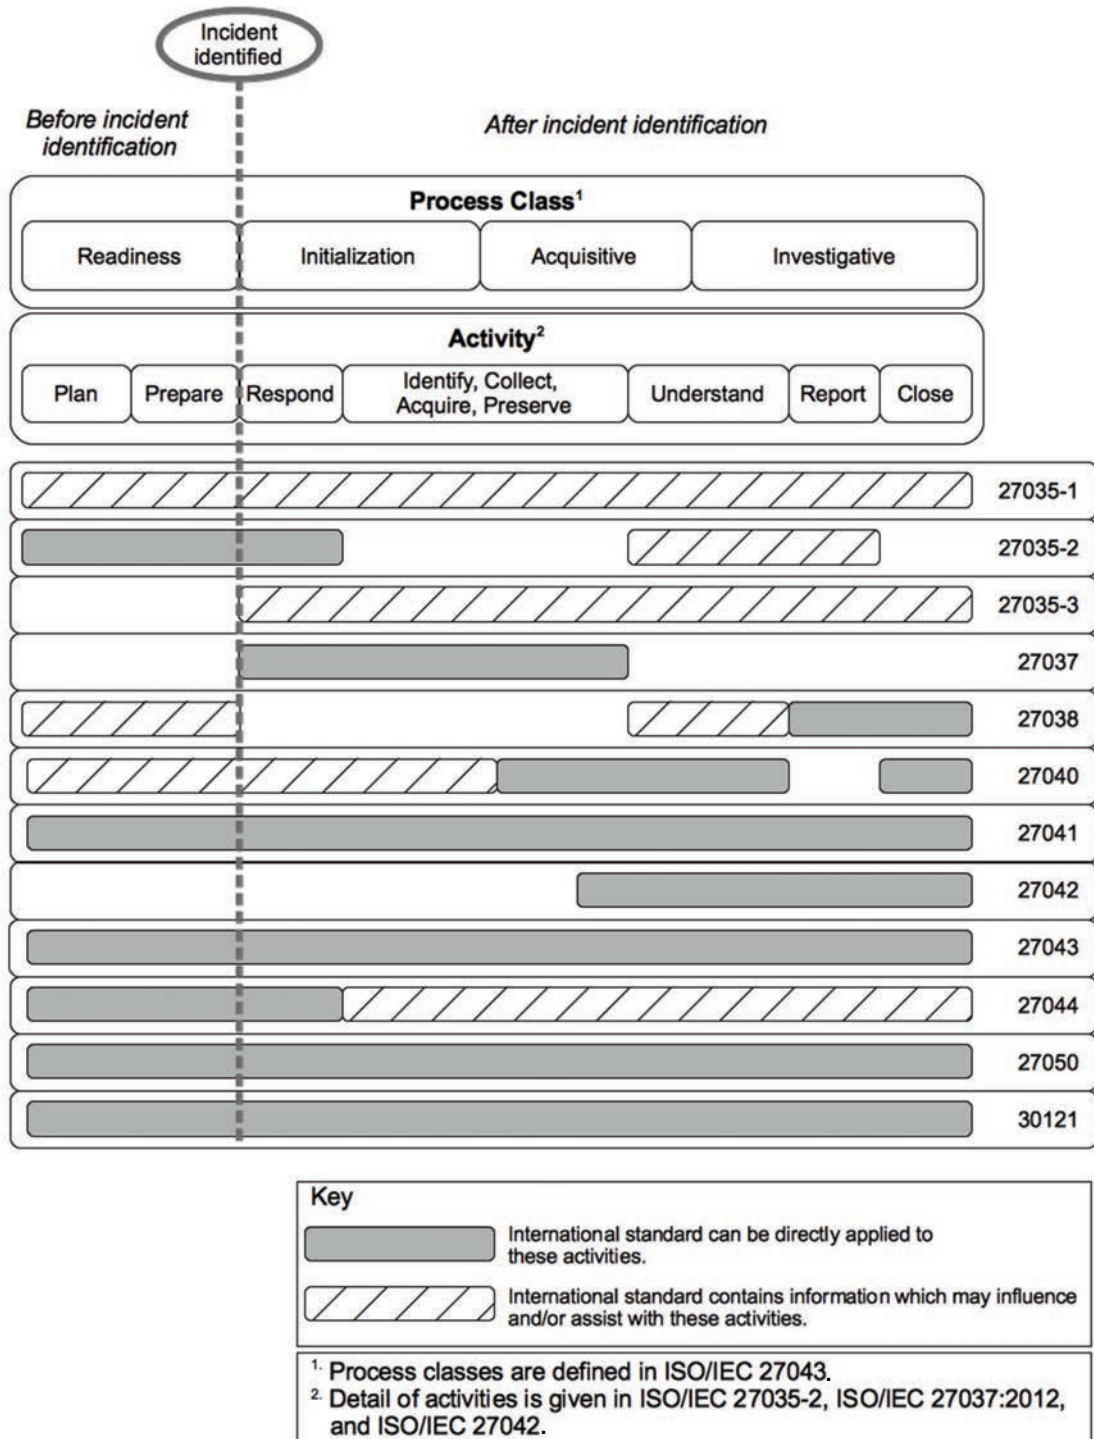 Incident
identified
Before incident
identification
After incident identification
Process Class¹
Readiness
Initialization
Acquisitive
Investigative
Activity²
Plan
Prepare
Respond
Identify, Collect,
Acquire, Preserve
Understand
Report
Close
27035-1
27035-2
27035-3
27037
27038
27040
27041
27042
27043
27044
27050
30121
Key
International standard can be directly applied to
these activities.
International standard contains information which may influence
and/or assist with these activities.
1. Process classes are defined in ISO/IEC 27043.
2. Detail of activities is given in ISO/IEC 27035-2, ISO/IEC 27037:2012,
and ISO/IEC 27042.